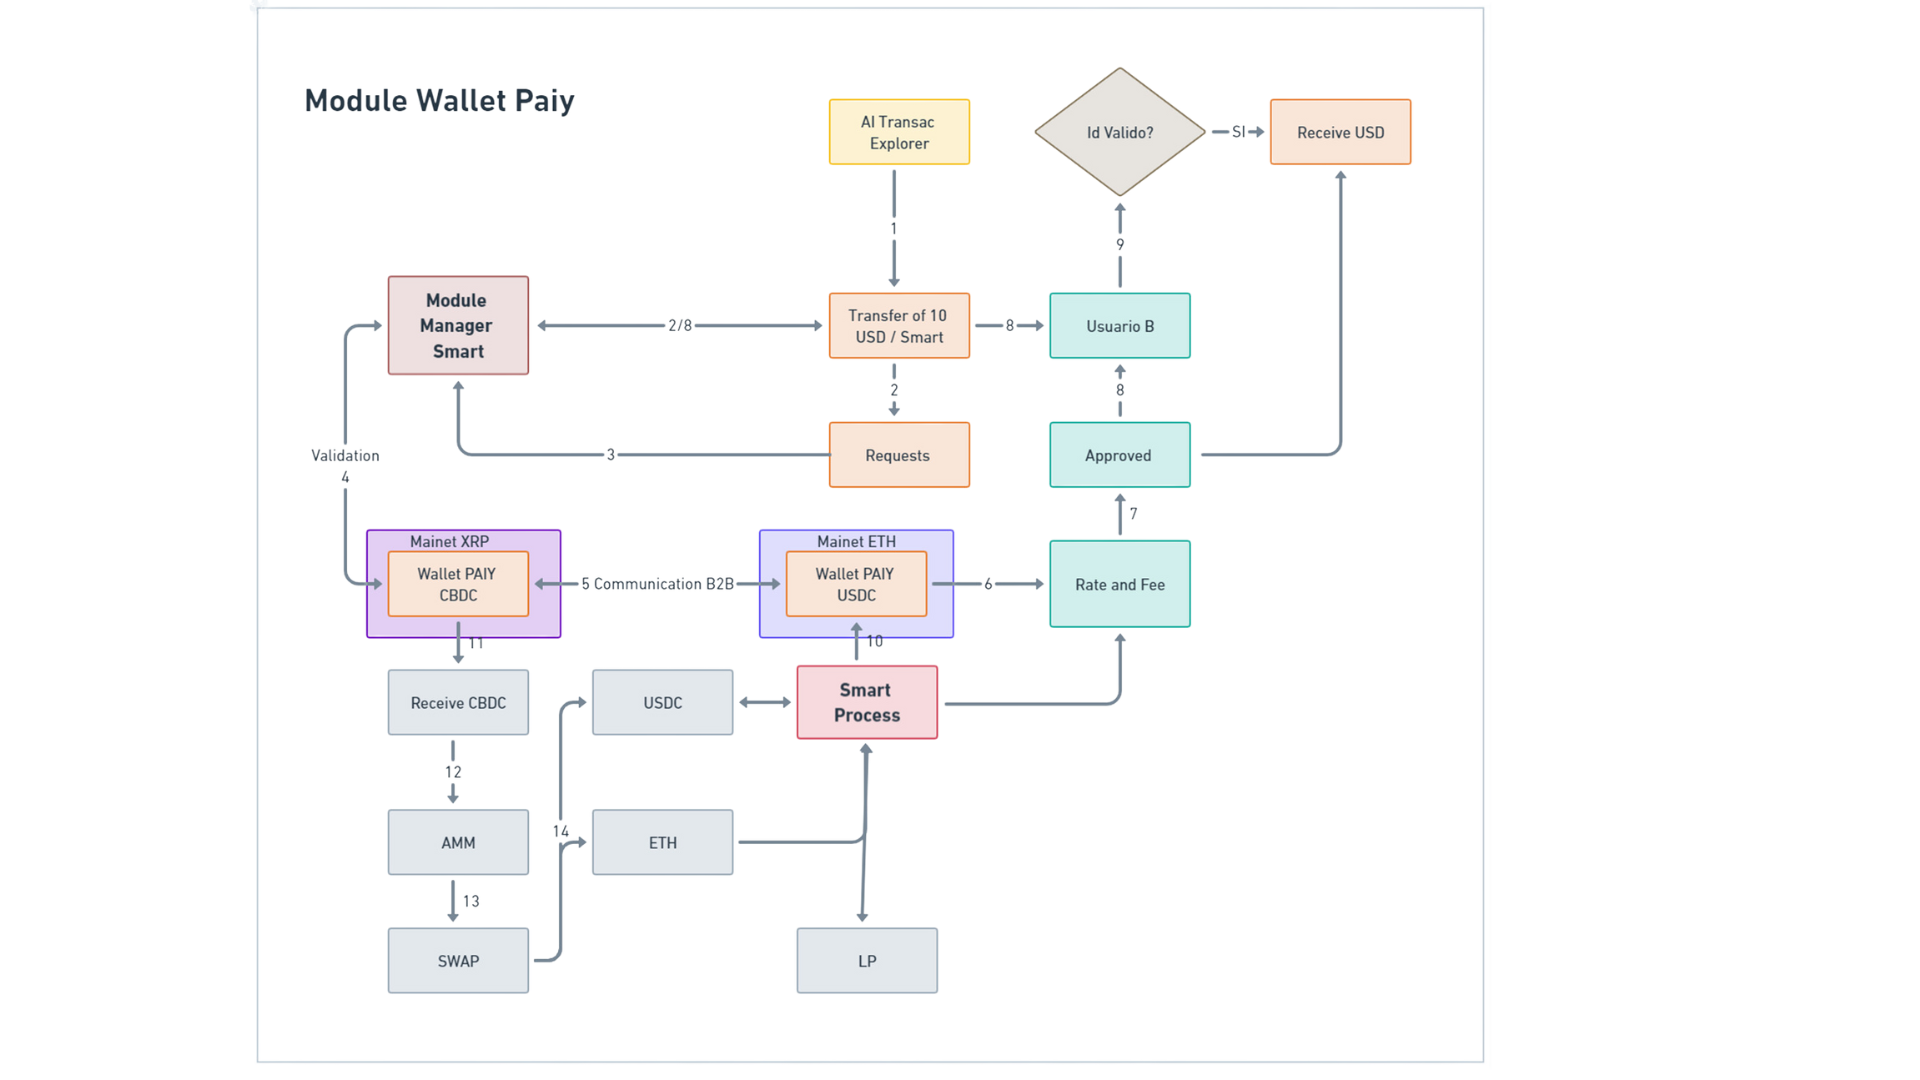 Module Wallet Paiy
AI Transac
Explorer
Id Valido?
SI
Receive USD
1
9
Module
Manager
Smart
2/8
Transfer of 10
USD / Smart
8
Usuario B
2
8
Validation
4
3
Requests
Approved
7
Mainet XRP
Wallet PAIY
CBDC
5 Communication B2B
Mainet ETH
Wallet PAIY
USDC
6
Rate and Fee
11
10
Receive CBDC
USDC
Smart
Process
12
14
AMM
ETH
13
SWAP
LP